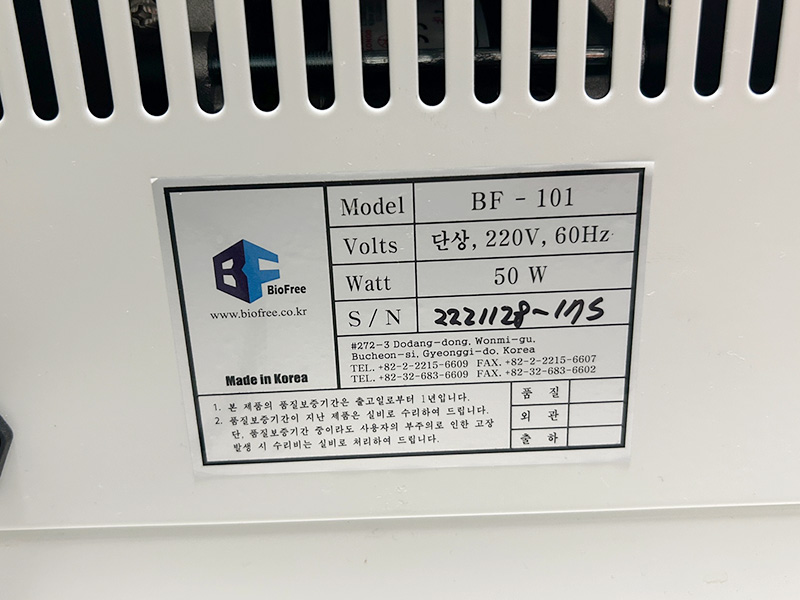 Model BF - 101
Volts 단상, 220V, 60Hz
Watt 50 W
S / N 2221128-117S
BF BioFree
www.biofree.co.kr
Made in Korea
#272-3 Dodang-dong, Wonmi-gu,
Bucheon-si, Gyeonggi-do, Korea
TEL. +82-2-2215-6609 FAX. +82-2-2215-6607
TEL. +82-32-683-6609 FAX. +82-32-683-6602
1. 본 제품의 품질보증기간은 출고일로부터 1년입니다.
2. 품질보증기간이 지난 제품은 실비로 수리하여 드립니다.
단, 품질보증기간 중이라도 사용자의 부주의로 인한 고장
발생 시 수리비는 실비로 처리하여 드립니다.
품 질
외 관
출 하